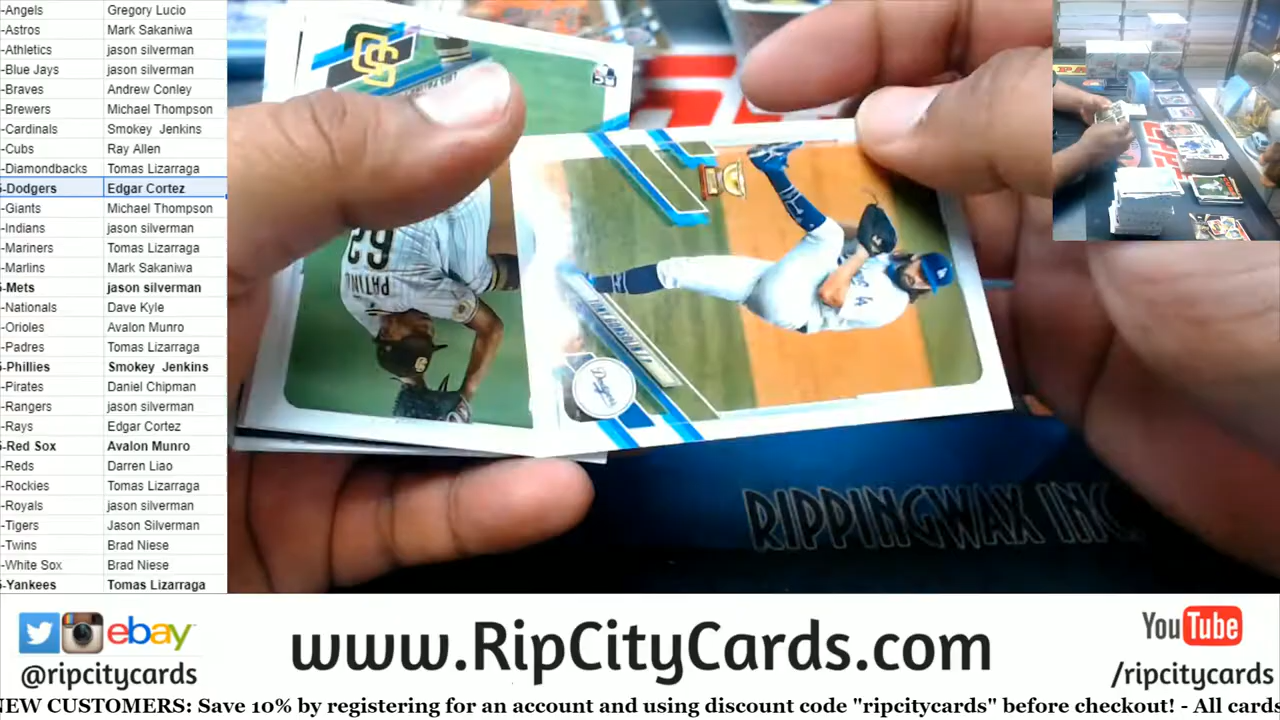 -Angels Gregory Lucio
-Astros Mark Sakaniwa
-Athletics jason silverman
-Blue Jays jason silverman
-Braves Andrew Conley
-Brewers Michael Thompson
-Cardinals Smokey Jenkins
-Cubs Ray Allen
-Diamondbacks Tomas Lizarraga
-Dodgers Edgar Cortez
-Giants Michael Thompson
-Indians jason silverman
-Mariners Tomas Lizarraga
-Marlins Mark Sakaniwa
-Mets jason silverman
-Nationals Dave Kyle
-Orioles Avalon Munro
-Padres Tomas Lizarraga
-Phillies Smokey Jenkins
-Pirates Daniel Chipman
-Rangers jason silverman
-Rays Edgar Cortez
-Red Sox Avalon Munro
-Reds Darren Liao
-Rockies Tomas Lizarraga
-Royals jason silverman
-Tigers Jason Silverman
-Twins Brad Niese
-White Sox Brad Niese
-Yankees Tomas Lizarraga
PATIÑO
62
TONY GONSOLIN
Dodgers
RIPPINGWAX INC
ebay
@ripcitycards
www.RipCityCards.com
YouTube
/ripcitycards
NEW CUSTOMERS: Save 10% by registering for an account and using discount code "ripcitycards" before checkout! - All cards